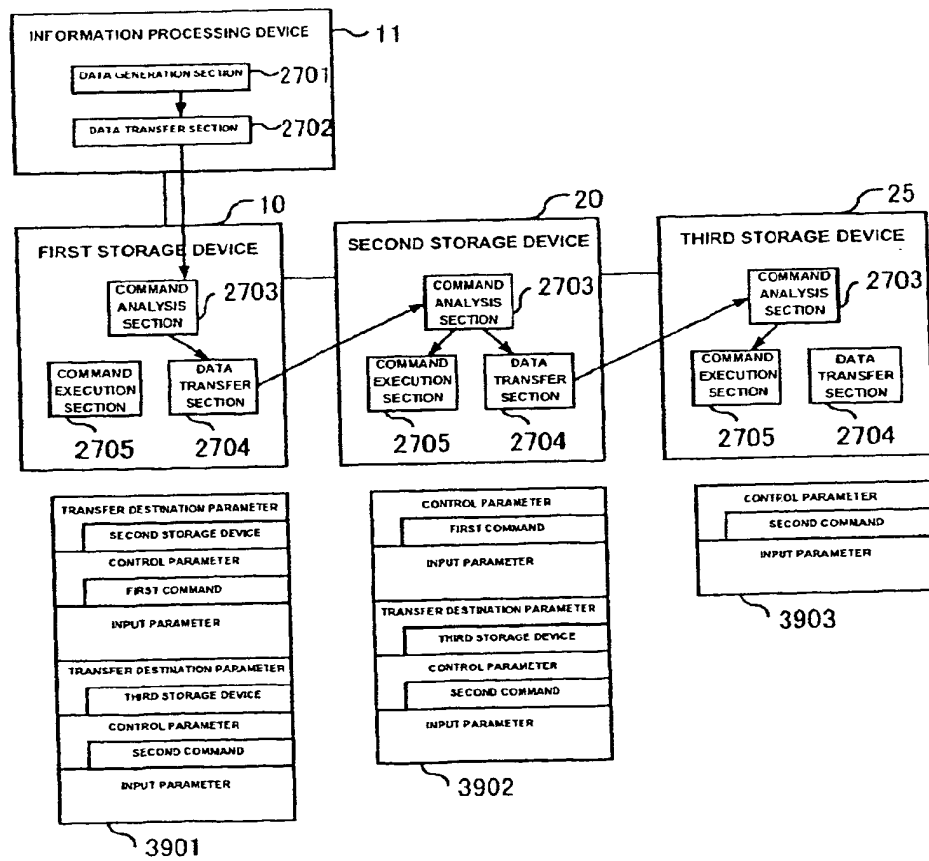 INFORMATION PROCESSING DEVICE
11
DATA GENERATION SECTION
2701
DATA TRANSFER SECTION
2702
10
FIRST STORAGE DEVICE
COMMAND
ANALYSIS
SECTION
2703
COMMAND
EXECUTION
SECTION
2705
DATA
TRANSFER
SECTION
2704
20
SECOND STORAGE DEVICE
COMMAND
ANALYSIS
SECTION
2703
COMMAND
EXECUTION
SECTION
2705
DATA
TRANSFER
SECTION
2704
25
THIRD STORAGE DEVICE
COMMAND
ANALYSIS
SECTION
2703
COMMAND
EXECUTION
SECTION
2705
DATA
TRANSFER
SECTION
2704
TRANSFER DESTINATION PARAMETER
SECOND STORAGE DEVICE
CONTROL PARAMETER
FIRST COMMAND
INPUT PARAMETER
TRANSFER DESTINATION PARAMETER
THIRD STORAGE DEVICE
CONTROL PARAMETER
SECOND COMMAND
INPUT PARAMETER
3901
CONTROL PARAMETER
FIRST COMMAND
INPUT PARAMETER
TRANSFER DESTINATION PARAMETER
THIRD STORAGE DEVICE
CONTROL PARAMETER
SECOND COMMAND
INPUT PARAMETER
3902
CONTROL PARAMETER
SECOND COMMAND
INPUT PARAMETER
3903